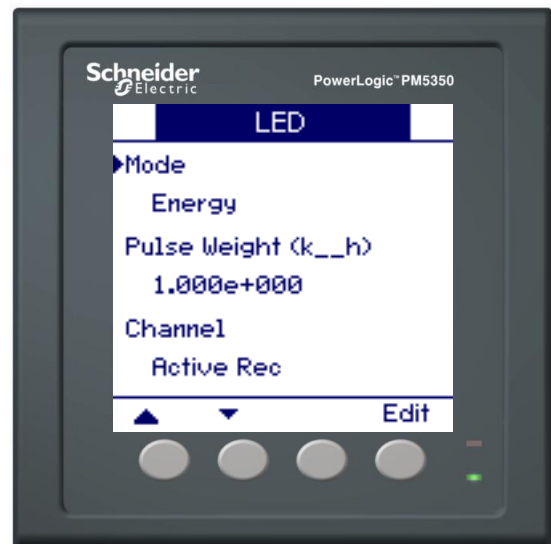 Schneider
Electric
PowerLogic™ PM5350
LED
Mode
Energy
Pulse Weight (k__h)
1.000e+000
Channel
Active Rec
Edit